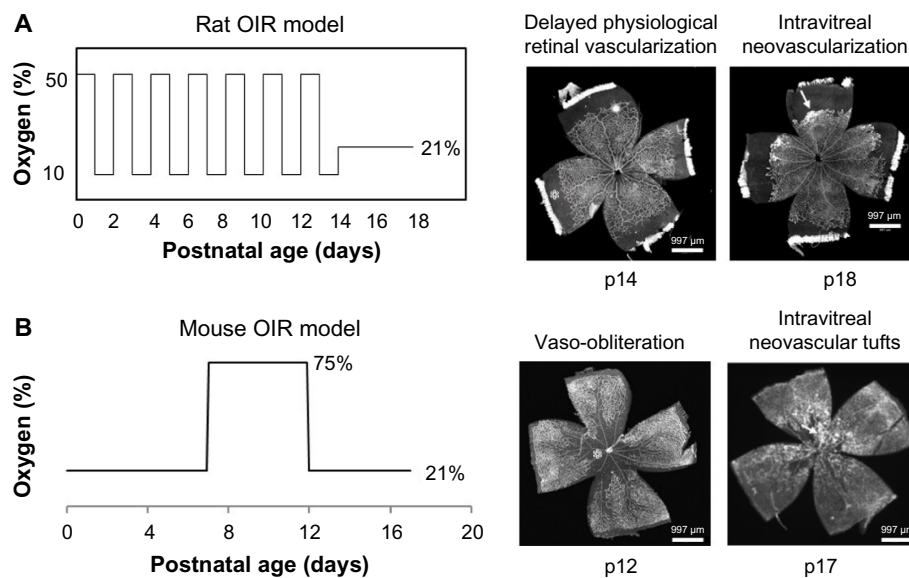 A
Rat OIR model
Oxygen (%)
50
10
21%
0 2 4 6 8 10 12 14 16 18
Postnatal age (days)
Delayed physiological
retinal vascularization
997 µm
p14
Intravitreal
neovascularization
997 µm
p18
B
Mouse OIR model
Oxygen (%)
75%
21%
0 4 8 12 16 20
Postnatal age (days)
Vaso-obliteration
997 µm
p12
Intravitreal
neovascular tufts
997 µm
p17